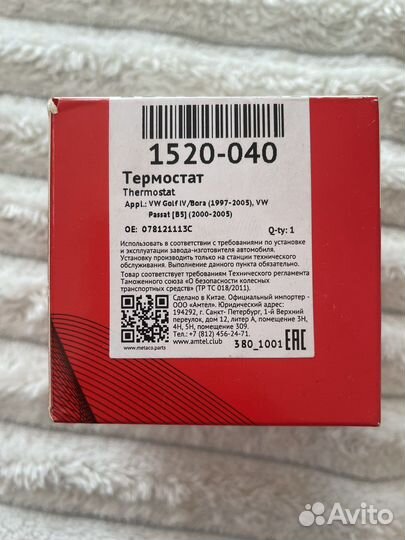 1520-040
Термостат
Thermostat
Appl.: VW Golf IV/Bora (1997-2005), VW
Passat [B5] (2000-2005)
OE: 078121113C Q-ty: 1
Использовать в соответствии с требованиями по установке
и эксплуатации завода-изготовителя автомобиля.
Установку производить только на станции технического
обслуживания. Выполнение данного пункта обязательно.
Товар соответствует требованиям Технического регламента
Таможенного союза «О безопасности колесных
транспортных средств» (ТР ТС 018/2011).
Сделано в Китае. Официальный импортер -
ООО «Амтел». Юридический адрес:
194292, г. Санкт- Петербург, 1-й Верхний
переулок, дом 12, литер А, помещение 3Н,
4Н, 5Н, помещение 509.
Тел.: +7 (812) 456-24-71.
www.metaco.parts www.amtel.club 380_1001 EAC
Avito